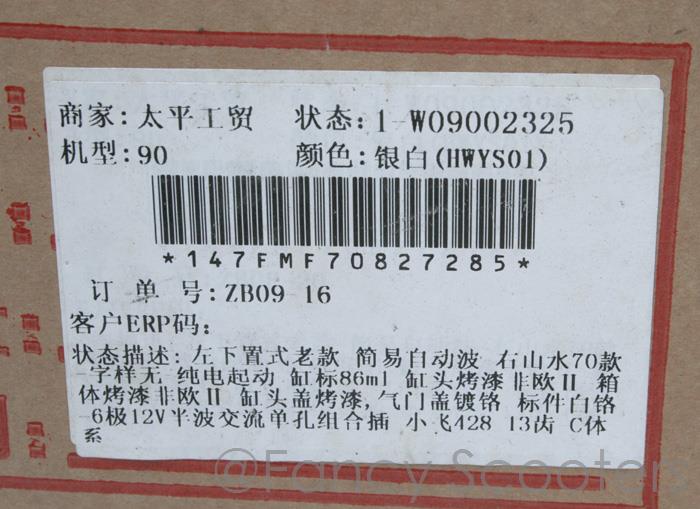 商家: 太平工贸 状态: 1-W09002325
机型: 90 颜色: 银白(HWYS01)
*147FMF70827285*
订 单 号: ZB09 16
客户ERP码:
状态描述: 左下置式老款 简易自动波 右山水70款
-字样无 纯电起动 缸标86ml 缸头烤漆非欧Ⅱ 箱
体烤漆非欧Ⅱ 缸头盖烤漆,气门盖镀铬 标件白铬
-6极12V半波交流单孔组合插 小飞428 13齿 C体
系
@Fancy Scooters